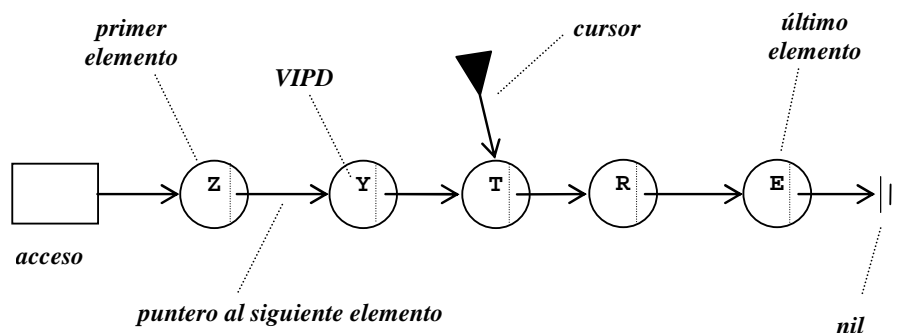 primer
elemento
VIPD
cursor
último
elemento
Z
Y
T
R
E
acceso
puntero al siguiente elemento
nil